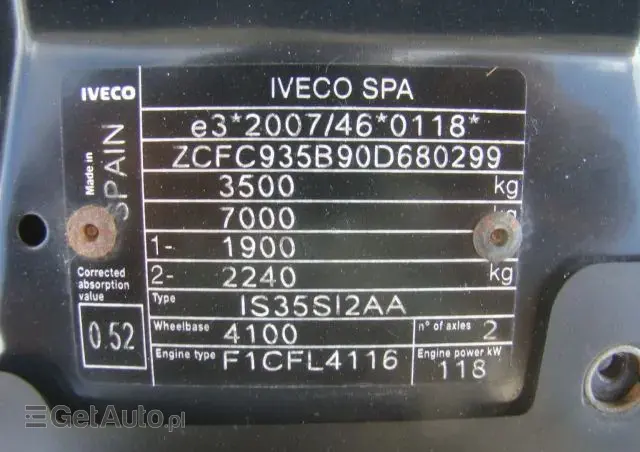 IVECO
IVECO SPA
e3*2007/46*0118*
ZCFC935B90D680299
3500 kg
7000 kg
1- 1900
2- 2240 kg
Made in SPAIN
Corrected absorption value
0.52
Type IS35SI2AA
Wheelbase 4100 n° of axles 2
Engine type F1CFL4116 Engine power kW 118
GetAuto.pl